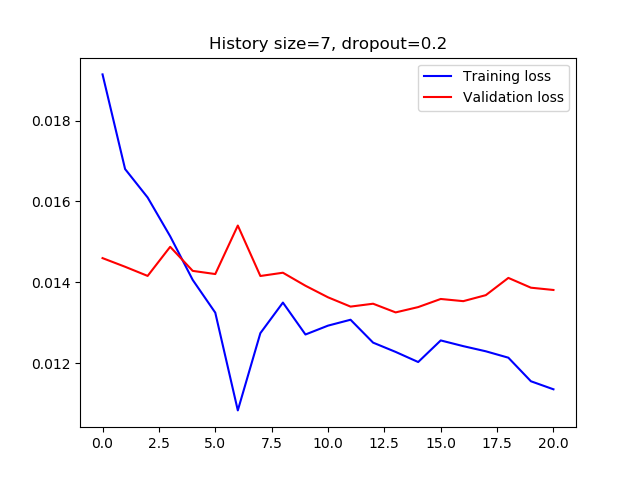 History size=7, dropout=0.2
Training loss
Validation loss
0.018
0.016
0.014
0.012
0.0 2.5 5.0 7.5 10.0 12.5 15.0 17.5 20.0